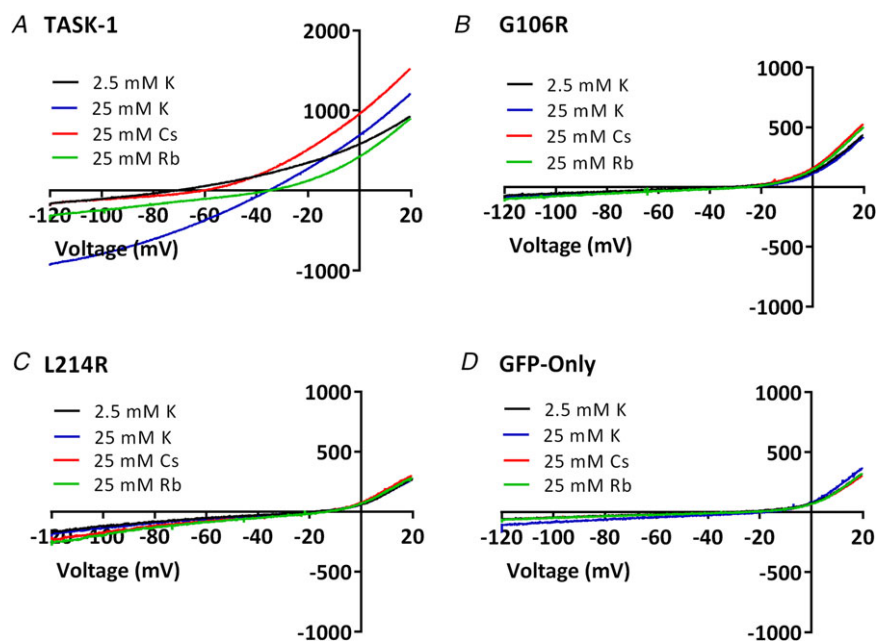 A TASK-1
2.5 mM K
25 mM K
25 mM Cs
25 mM Rb
2000
1000
-120 -100 -80 -60 -40 -20 20
Voltage (mV)
-1000
B G106R
2.5 mM K
25 mM K
25 mM Cs
25 mM Rb
1000
500
-120 -100 -80 -60 -40 -20 0 20
Voltage (mV)
-500
-1000
C L214R
2.5 mM K
25 mM K
25 mM Cs
25 mM Rb
1000
500
-120 -100 -80 -60 -40 -20 0 20
Voltage (mV)
-500
-1000
D GFP-Only
2.5 mM K
25 mM K
25 mM Cs
25 mM Rb
1000
500
-120 -100 -80 -60 -40 -20 0 20
Voltage (mV)
-500
-1000